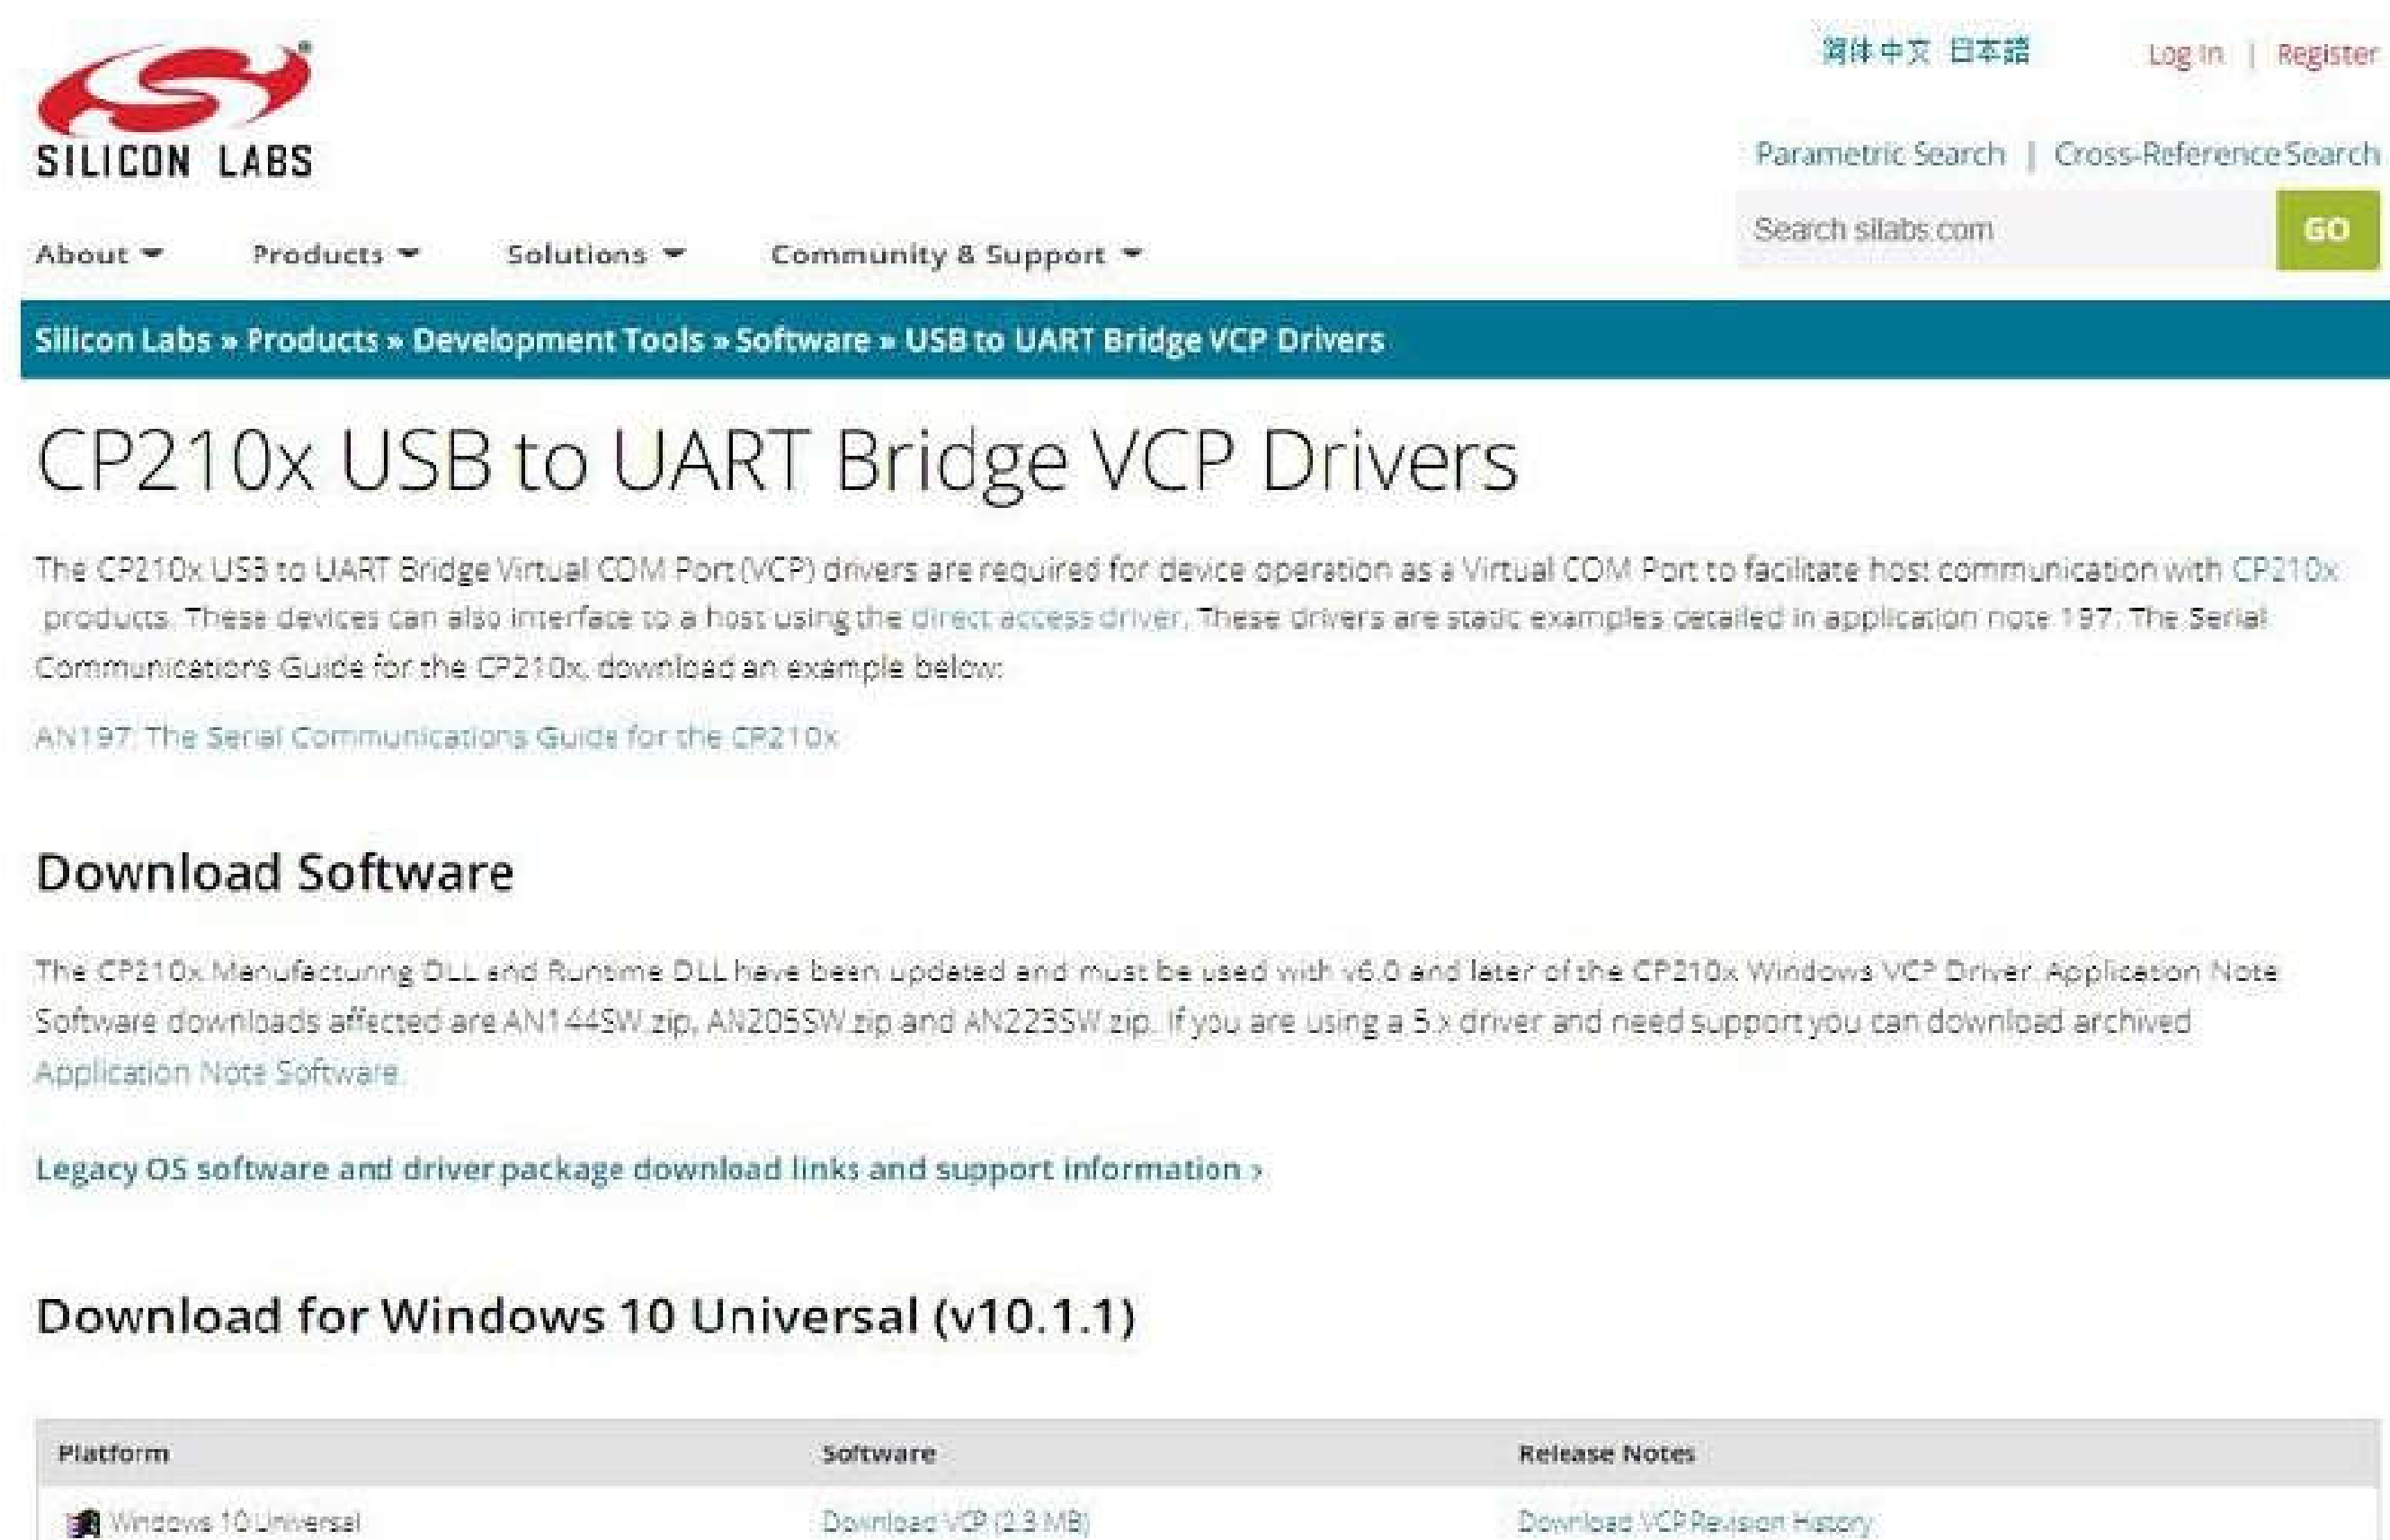 SILICON LABS
简体中文 日本語 Log In | Register
Parametric Search | Cross-Reference Search
Search silabs.com GO
About Products Solutions Community & Support
Silicon Labs » Products » Development Tools » Software » USB to UART Bridge VCP Drivers
CP210x USB to UART Bridge VCP Drivers
The CP210x USB to UART Bridge Virtual COM Port (VCP) drivers are required for device operation as a Virtual COM Port to facilitate host communication with CP210x
products. These devices can also interface to a host using the direct access driver. These drivers are static examples detailed in application note 197: The Serial
Communications Guide for the CP210x, download an example below:
AN197: The Serial Communications Guide for the CP210x
Download Software
The CP210x Manufacturing DLL and Runtime DLL have been updated and must be used with v6.0 and later of the CP210x Windows VCP Driver. Application Note
Software downloads affected are AN144SW.zip, AN205SW.zip and AN223SW.zip. If you are using a 5.x driver and need support you can download archived
Application Note Software.
Legacy OS software and driver package download links and support information >
Download for Windows 10 Universal (v10.1.1)
Platform Software Release Notes
Windows 10 Universal Download VCP (2.3 MB) Download VCP Revision History